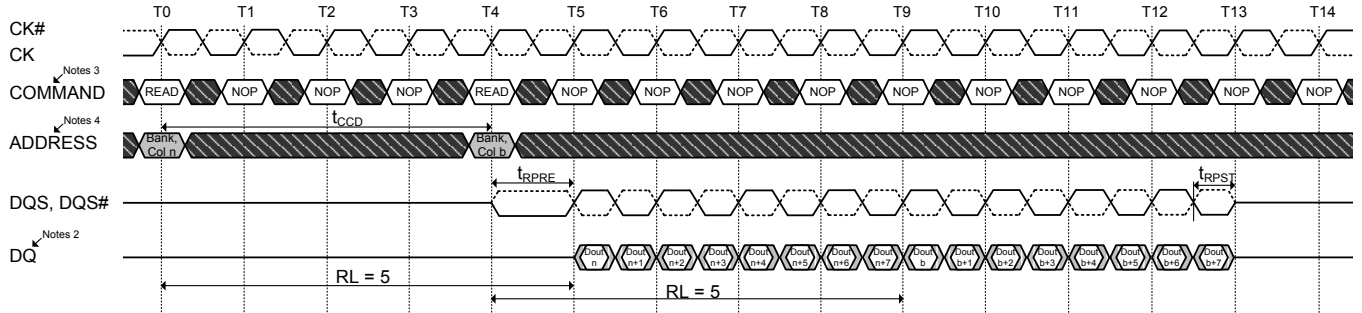 T0 T1 T2 T3 T4 T5 T6 T7 T8 T9 T10 T11 T12 T13 T14
CK#
CK
Notes 3
COMMAND READ NOP NOP NOP READ NOP NOP NOP NOP NOP NOP NOP NOP NOP NOP
tCCD
Notes 4
ADDRESS Bank, Col n Bank, Col b
tRPRE tRPST
DQS, DQS#
Notes 2
DQ Dout n Dout n+1 Dout n+2 Dout n+3 Dout n+4 Dout n+5 Dout n+6 Dout n+7 Dout b Dout b+1 Dout b+2 Dout b+3 Dout b+4 Dout b+5 Dout b+6 Dout b+7
RL = 5
RL = 5